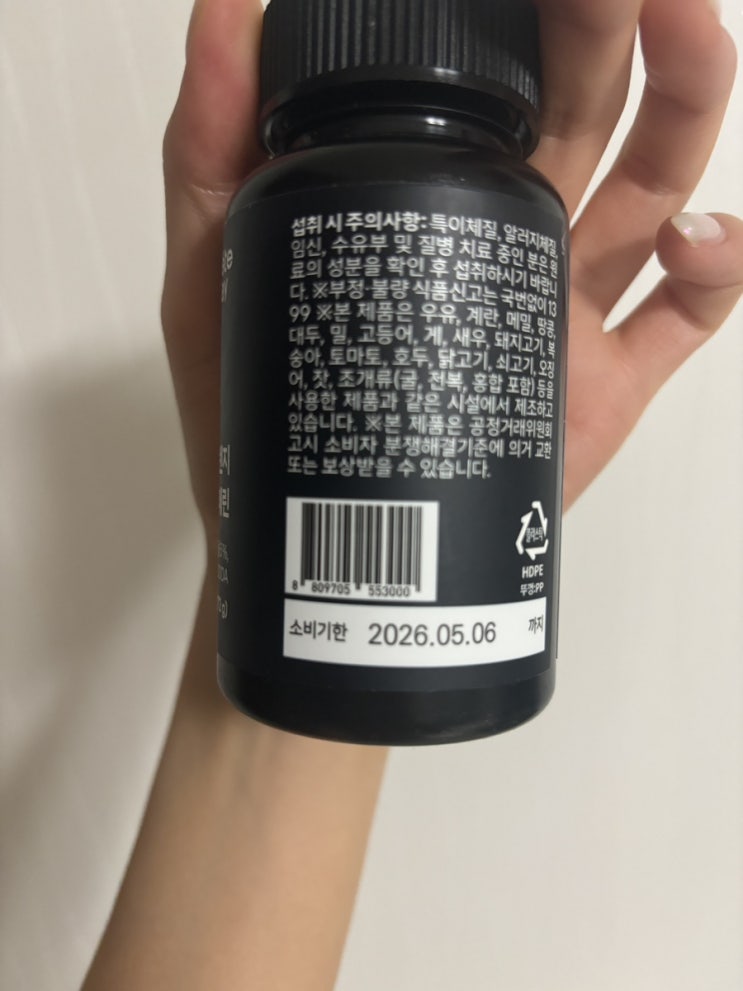 섭취 시 주의사항: 특이체질, 알러지체질,
임신, 수유부 및 질병 치료 중인 분은 원
료의 성분을 확인 후 섭취하시기 바랍니
다. ※부정·불량 식품신고는 국번없이 13
99 ※본 제품은 우유, 계란, 메밀, 땅콩,
대두, 밀, 고등어, 게, 새우, 돼지고기, 복
숭아, 토마토, 호두, 닭고기, 쇠고기, 오징
어, 잣, 조개류(굴, 전복, 홍합 포함) 등을
사용한 제품과 같은 시설에서 제조하고
있습니다. ※본 제품은 공정거래위원회
고시 소비자 분쟁해결기준에 의거 교환
또는 보상받을 수 있습니다.
8 809705 553000
플라스틱
HDPE
뚜껑:PP
소비기한 2026.05.06 까지